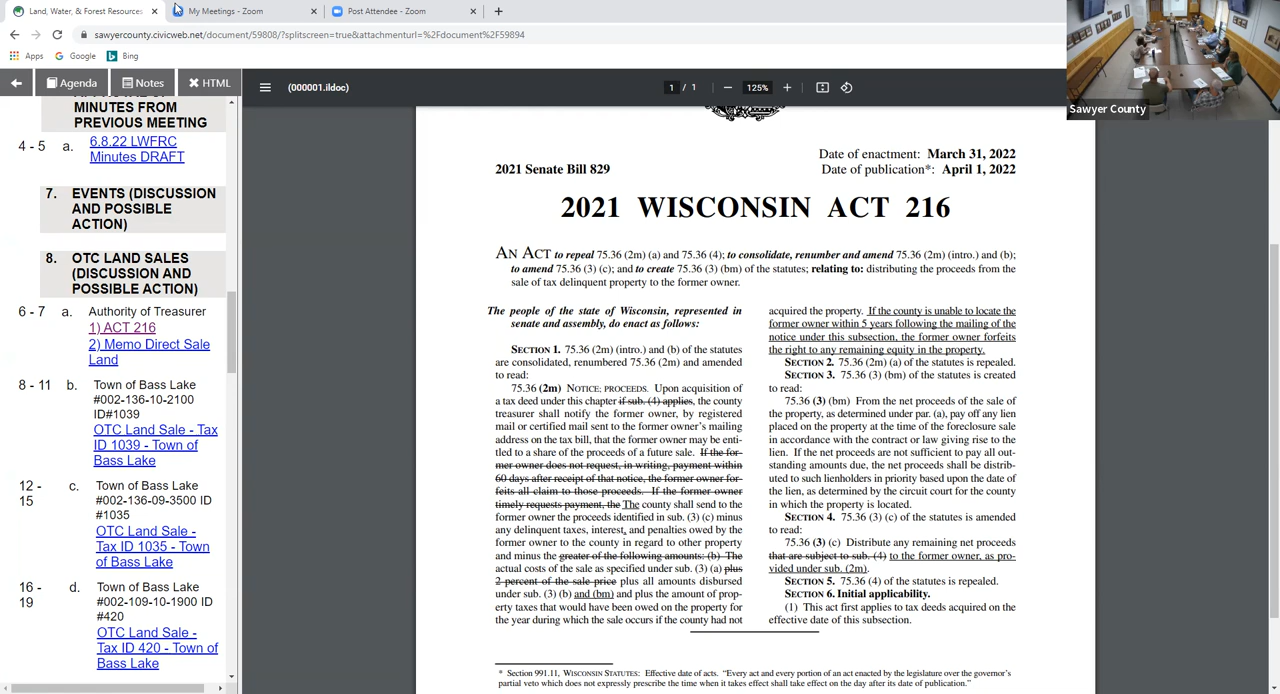 Land, Water, & Forest Resources
My Meetings - Zoom
Post Attendee - Zoom
sawyercounty.civicweb.net/document/59808/?splitscreen=true&attachmenturl=%2Fdocument%2F59894
Apps
Google
Bing
Agenda
Notes
HTML
(000001.ildoc)
1 / 1
125%
Sawyer County
MINUTES FROM
PREVIOUS MEETING
4 - 5 a. 6.8.22 LWFRC
Minutes DRAFT
7. EVENTS (DISCUSSION
AND POSSIBLE
ACTION)
8. OTC LAND SALES
(DISCUSSION AND
POSSIBLE ACTION)
6 - 7 a. Authority of Treasurer
1) ACT 216
2) Memo Direct Sale
Land
8 - 11 b. Town of Bass Lake
#002-136-10-2100
ID#1039
OTC Land Sale - Tax
ID 1039 - Town of
Bass Lake
12 - c. Town of Bass Lake
15 #002-136-09-3500 ID
#1035
OTC Land Sale -
Tax ID 1035 - Town
of Bass Lake
16 - d. Town of Bass Lake
19 #002-109-10-1900 ID
#420
OTC Land Sale -
Tax ID 420 - Town of
Bass Lake
Date of enactment: March 31, 2022
2021 Senate Bill 829
Date of publication*: April 1, 2022
2021 WISCONSIN ACT 216
AN ACT to repeal 75.36 (2m) (a) and 75.36 (4); to consolidate, renumber and amend 75.36 (2m) (intro.) and (b);
to amend 75.36 (3) (c); and to create 75.36 (3) (bm) of the statutes; relating to: distributing the proceeds from the
sale of tax delinquent property to the former owner.
The people of the state of Wisconsin, represented in
senate and assembly, do enact as follows:
SECTION 1. 75.36 (2m) (intro.) and (b) of the statutes
are consolidated, renumbered 75.36 (2m) and amended
to read:
75.36 (2m) NOTICE; PROCEEDS. Upon acquisition of
a tax deed under this chapter if sub. (4) applies, the county
treasurer shall notify the former owner, by registered
mail or certified mail sent to the former owner's mailing
address on the tax bill, that the former owner may be enti-
tled to a share of the proceeds of a future sale. If the for-
mer owner does not request, in writing, payment within
60 days after receipt of that notice, the former owner for-
feits all claim to those proceeds. If the former owner
timely requests payment, the The county shall send to the
former owner the proceeds identified in sub. (3) (c) minus
any delinquent taxes, interest, and penalties owed by the
former owner to the county in regard to other property
and minus the greater of the following amounts: (b) The
actual costs of the sale as specified under sub. (3) (a) plus
2 percent of the sale price plus all amounts disbursed
under sub. (3) (b) and (bm) and plus the amount of prop-
erty taxes that would have been owed on the property for
the year during which the sale occurs if the county had not
acquired the property. If the county is unable to locate the
former owner within 5 years following the mailing of the
notice under this subsection, the former owner forfeits
the right to any remaining equity in the property.
SECTION 2. 75.36 (2m) (a) of the statutes is repealed.
SECTION 3. 75.36 (3) (bm) of the statutes is created
to read:
75.36 (3) (bm) From the net proceeds of the sale of
the property, as determined under par. (a), pay off any lien
placed on the property at the time of the foreclosure sale
in accordance with the contract or law giving rise to the
lien. If the net proceeds are not sufficient to pay all out-
standing amounts due, the net proceeds shall be distrib-
uted to such lienholders in priority based upon the date of
the lien, as determined by the circuit court for the county
in which the property is located.
SECTION 4. 75.36 (3) (c) of the statutes is amended
to read:
75.36 (3) (c) Distribute any remaining net proceeds
that are subject to sub. (4) to the former owner, as pro-
vided under sub. (2m).
SECTION 5. 75.36 (4) of the statutes is repealed.
SECTION 6. Initial applicability.
(1) This act first applies to tax deeds acquired on the
effective date of this subsection.
* Section 991.11, WISCONSIN STATUTES: Effective date of acts. "Every act and every portion of an act enacted by the legislature over the governor's
partial veto which does not expressly prescribe the time when it takes effect shall take effect on the day after its date of publication."